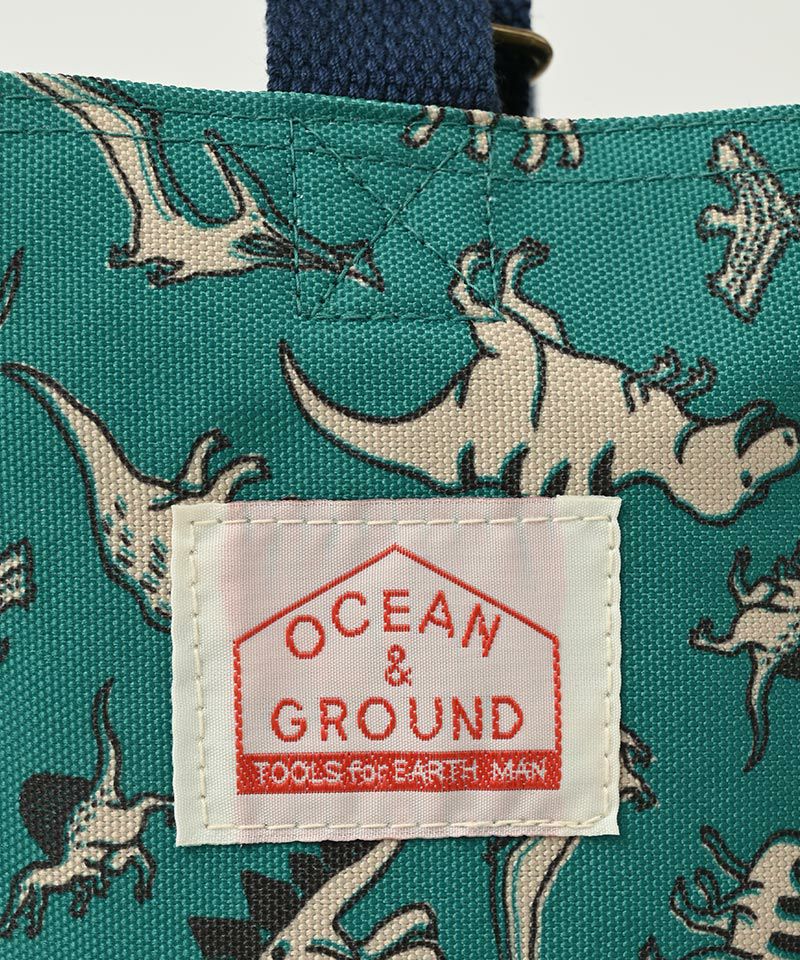 OCEAN
&
GROUND
TOOLS for EARTH MAN